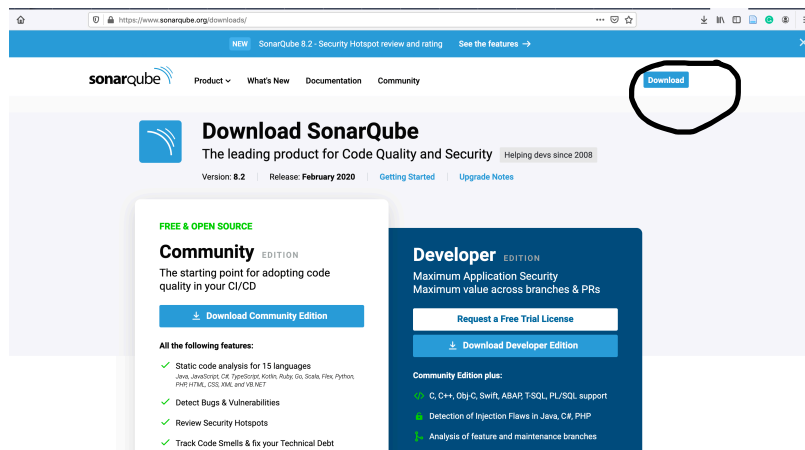 https://www.sonarqube.org/downloads/
NEW SonarQube 8.2 - Security Hotspot review and rating See the features →
sonarqube Product What's New Documentation Community Download
Download SonarQube
The leading product for Code Quality and Security Helping devs since 2008
Version: 8.2 Release: February 2020 Getting Started Upgrade Notes
FREE & OPEN SOURCE
Community EDITION
The starting point for adopting code
quality in your CI/CD
Download Community Edition
All the following features:
Static code analysis for 15 languages
Java, JavaScript, C#, TypeScript, Kotlin, Ruby, Go, Scala, Flex, Python,
PHP, HTML, CSS, XML and VB.NET
Detect Bugs & Vulnerabilities
Review Security Hotspots
Track Code Smells & fix your Technical Debt
Developer EDITION
Maximum Application Security
Maximum value across branches & PRs
Request a Free Trial License
Download Developer Edition
Community Edition plus:
C, C++, Obj-C, Swift, ABAP, T-SQL, PL/SQL support
Detection of Injection Flaws in Java, C#, PHP
Analysis of feature and maintenance branches